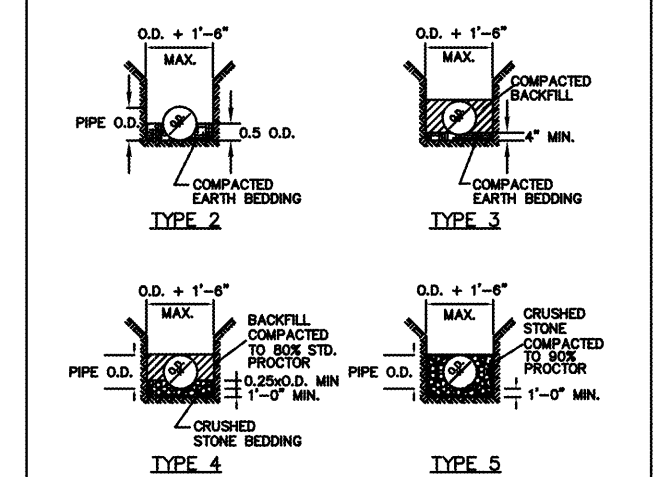 O.D. + 1'-6"
MAX.
PIPE O.D.
O.D.
0.5 O.D.
COMPACTED
EARTH BEDDING
TYPE 2
O.D. + 1'-6"
MAX.
COMPACTED
BACKFILL
O.D.
4" MIN.
COMPACTED
EARTH BEDDING
TYPE 3
O.D. + 1'-6"
MAX.
BACKFILL
COMPACTED
TO 80% STD.
PROCTOR
PIPE O.D.
O.D.
0.25xO.D. MIN
1'-0" MIN.
CRUSHED
STONE BEDDING
TYPE 4
O.D. + 1'-6"
MAX.
CRUSHED
STONE
COMPACTED
TO 90%
PROCTOR
PIPE O.D.
O.D.
1'-0" MIN.
TYPE 5